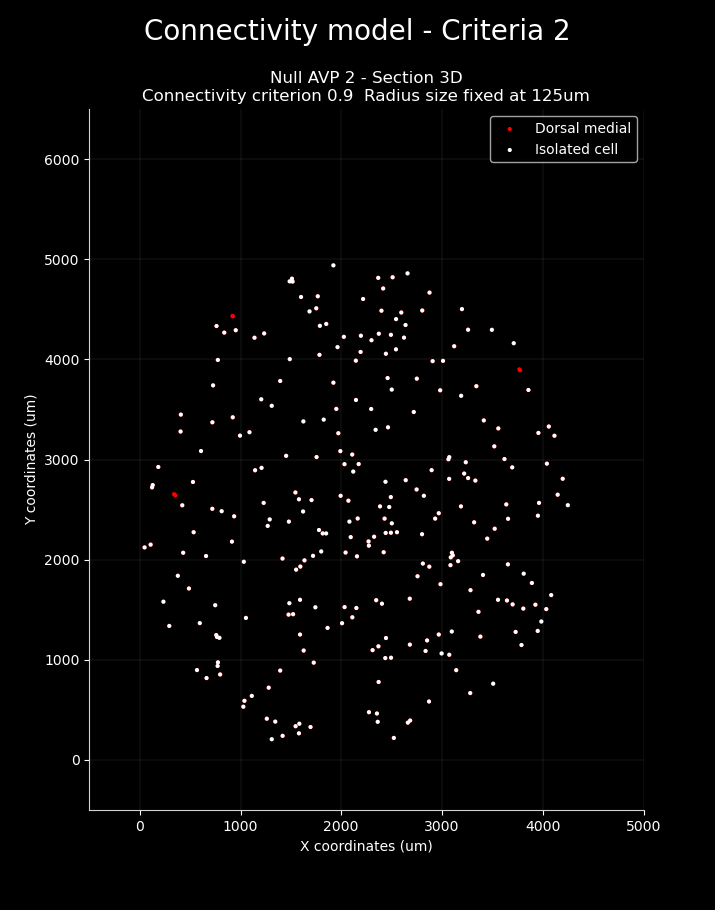 Connectivity model - Criteria 2
Null AVP 2 - Section 3D
Connectivity criterion 0.9  Radius size fixed at 125um
Dorsal medial
Isolated cell
6000
5000
4000
3000
2000
1000
0
Y coordinates (um)
0 1000 2000 3000 4000 5000
X coordinates (um)